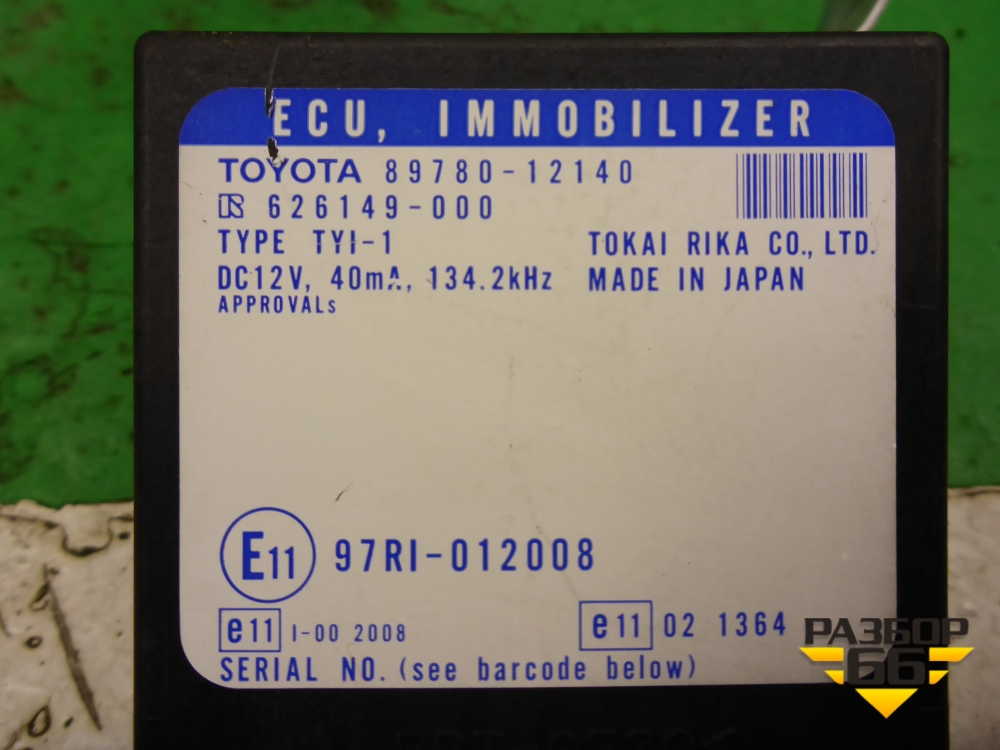 ECU, IMMOBILIZER
TOYOTA 89780-12140
626149-000
TYPE TYI-1 TOKAI RIKA CO., LTD.
DC12V, 40mA, 134.2kHz MADE IN JAPAN
APPROVALs
E11 97RI-012008
e11 I-00 2008 e11 02 1364
SERIAL NO. (see barcode below)
РАЗБОР
66